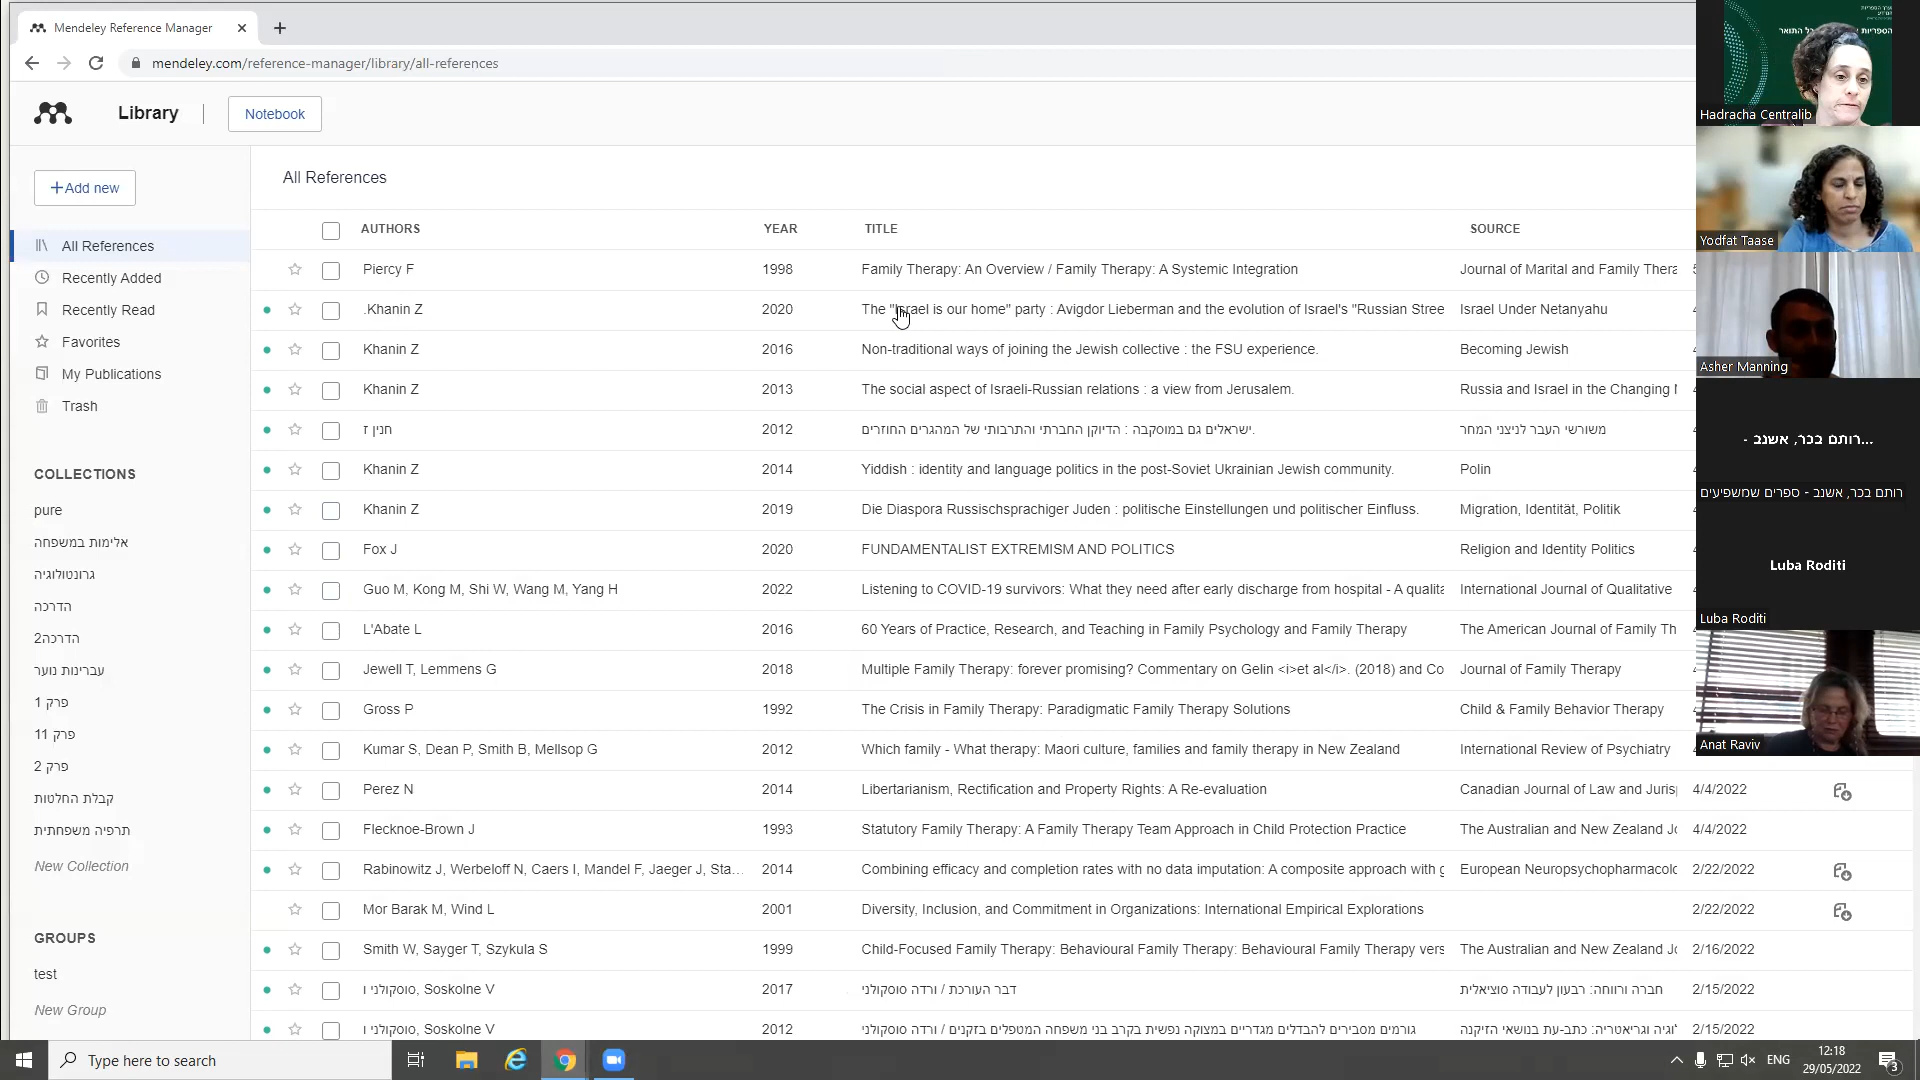 Mendeley Reference Manager
mendeley.com/reference-manager/library/all-references
Library
Notebook
Add new
All References
Recently Added
Recently Read
Favorites
My Publications
Trash
COLLECTIONS
pure
אלימות במשפחה
גרונטולוגיה
הדרכה
הדרכה2
עבריינות נוער
פרק 1
פרק 11
פרק 2
קבלת החלטות
תרפיה משפחתית
New Collection
GROUPS
test
New Group
All References
AUTHORS YEAR TITLE SOURCE
Piercy F 1998 Family Therapy: An Overview / Family Therapy: A Systemic Integration Journal of Marital and Family Thera
.Khanin Z 2020 The "Israel is our home" party : Avigdor Lieberman and the evolution of Israel's "Russian Stree Israel Under Netanyahu
Khanin Z 2016 Non-traditional ways of joining the Jewish collective : the FSU experience. Becoming Jewish
Khanin Z 2013 The social aspect of Israeli-Russian relations : a view from Jerusalem. Russia and Israel in the Changing
חנין ז 2012 ישראלים גם במוסקבה : הדיוקן החברתי והתרבותי של המהגרים החוזרים. משורשי העבר לניצני המחר
Khanin Z 2014 Yiddish : identity and language politics in the post-Soviet Ukrainian Jewish community. Polin
Khanin Z 2019 Die Diaspora Russischsprachiger Juden : politische Einstellungen und politischer Einfluss. Migration, Identität, Politik
Fox J 2020 FUNDAMENTALIST EXTREMISM AND POLITICS Religion and Identity Politics
Guo M, Kong M, Shi W, Wang M, Yang H 2022 Listening to COVID-19 survivors: What they need after early discharge from hospital - A qualita International Journal of Qualitative
L'Abate L 2016 60 Years of Practice, Research, and Teaching in Family Psychology and Family Therapy The American Journal of Family Th
Jewell T, Lemmens G 2018 Multiple Family Therapy: forever promising? Commentary on Gelin <i>et al</i>. (2018) and Co Journal of Family Therapy
Gross P 1992 The Crisis in Family Therapy: Paradigmatic Family Therapy Solutions Child & Family Behavior Therapy
Kumar S, Dean P, Smith B, Mellsop G 2012 Which family - What therapy: Maori culture, families and family therapy in New Zealand International Review of Psychiatry
Perez N 2014 Libertarianism, Rectification and Property Rights: A Re-evaluation Canadian Journal of Law and Juris 4/4/2022
Flecknoe-Brown J 1993 Statutory Family Therapy: A Family Therapy Team Approach in Child Protection Practice The Australian and New Zealand Jo 4/4/2022
Rabinowitz J, Werbeloff N, Caers I, Mandel F, Jaeger J, Sta... 2014 Combining efficacy and completion rates with no data imputation: A composite approach with g European Neuropsychopharmacolo 2/22/2022
Mor Barak M, Wind L 2001 Diversity, Inclusion, and Commitment in Organizations: International Empirical Explorations 2/22/2022
Smith W, Sayger T, Szykula S 1999 Child-Focused Family Therapy: Behavioural Family Therapy: Behavioural Family Therapy vers The Australian and New Zealand Jo 2/16/2022
סוסקולני ו, Soskolne V 2017 דבר העורכת / ורדה סוסקולני חברה ורווחה: רבעון לעבודה סוציאלית 2/15/2022
סוסקולני ו, Soskolne V 2012 גורמים מסבירים להבדלים מגדריים במצוקה נפשית בקרב בני משפחה המטפלים בזקנים / ורדה סוסקולני וגיה וגריאטריה: כתב-עת בנושאי הזיקנה 2/15/2022
Hadracha Centralib
Yodfat Taase
Asher Manning
רותם בכר, אשנב -...
רותם בכר, אשנב - ספרים שמשפיעים
Luba Roditi
Luba Roditi
Anat Raviv
Type here to search
ENG
12:18
29/05/2022
3